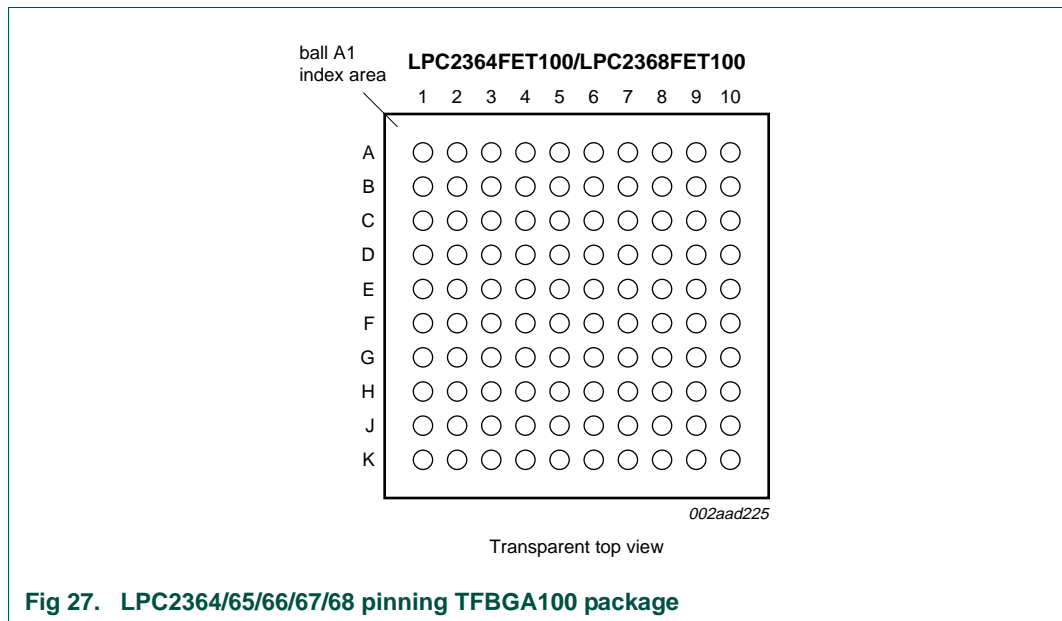 ball A1
index area
LPC2364FET100/LPC2368FET100
1 2 3 4 5 6 7 8 9 10
A
B
C
D
E
F
G
H
J
K
002aad225
Transparent top view
Fig 27. LPC2364/65/66/67/68 pinning TFBGA100 package